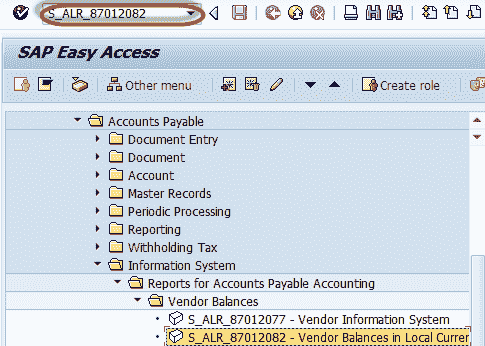 S_ALR_87012082
SAP Easy Access
Other menu
Create role
Accounts Payable
Document Entry
Document
Account
Master Records
Periodic Processing
Reporting
Withholding Tax
Information System
Reports for Accounts Payable Accounting
Vendor Balances
S_ALR_87012077 - Vendor Information System
S_ALR_87012082 - Vendor Balances in Local Currer